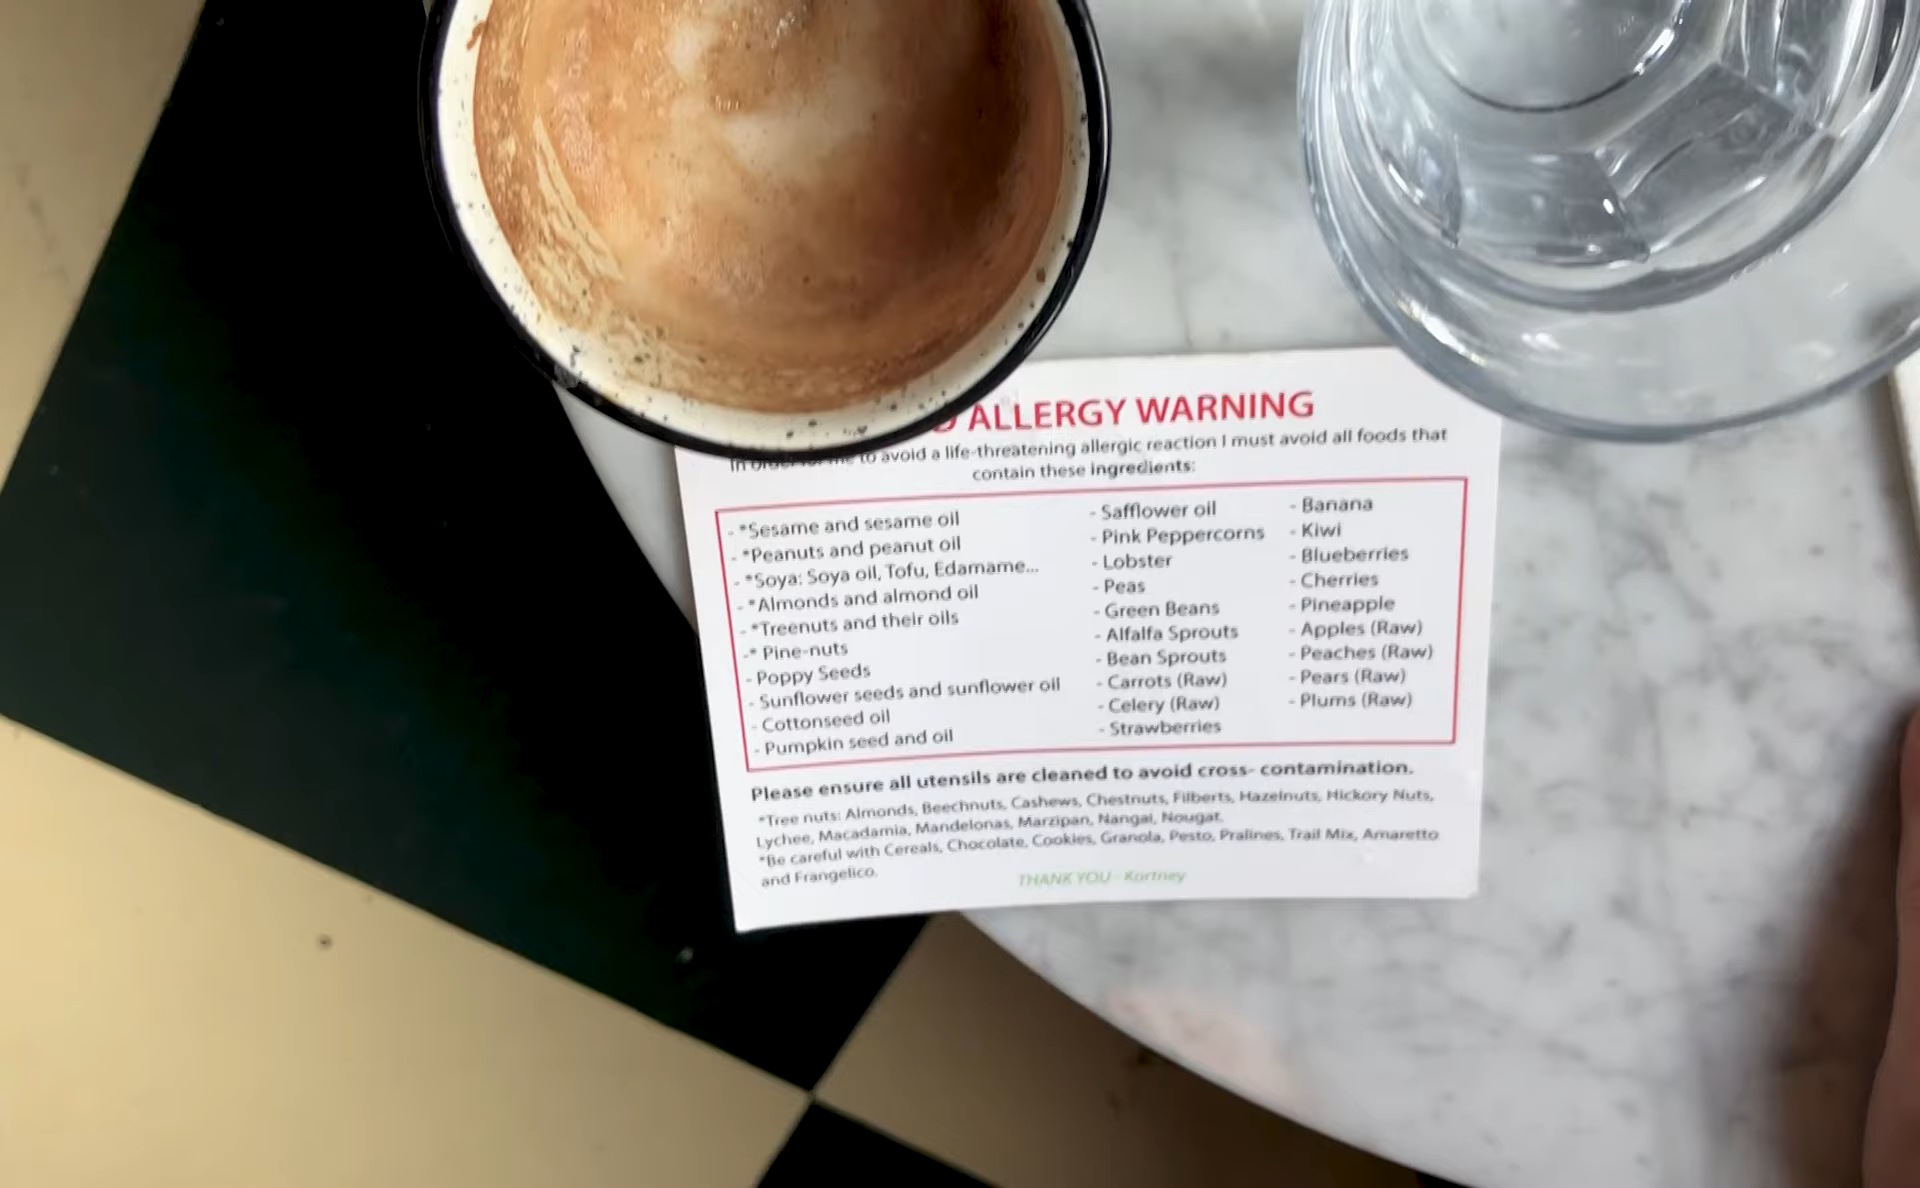 ALLERGY WARNING
to avoid a life-threatening allergic reaction I must avoid all foods that
contain these ingredients:
- *Sesame and sesame oil
- *Peanuts and peanut oil
- *Soya: Soya oil, Tofu, Edamame...
- *Almonds and almond oil
- *Treenuts and their oils
-* Pine-nuts
- Poppy Seeds
- Sunflower seeds and sunflower oil
- Cottonseed oil
- Pumpkin seed and oil
- Safflower oil
- Pink Peppercorns
- Lobster
- Peas
- Green Beans
- Alfalfa Sprouts
- Bean Sprouts
- Carrots (Raw)
- Celery (Raw)
- Strawberries
- Banana
- Kiwi
- Blueberries
- Cherries
- Pineapple
- Apples (Raw)
- Peaches (Raw)
- Pears (Raw)
- Plums (Raw)
Please ensure all utensils are cleaned to avoid cross- contamination.
*Tree nuts: Almonds, Beechnuts, Cashews, Chestnuts, Filberts, Hazelnuts, Hickory Nuts,
Lychee, Macadamia, Mandelonas, Marzipan, Nangai, Nougat.
*Be careful with Cereals, Chocolate, Cookies, Granola, Pesto, Pralines, Trail Mix, Amaretto
and Frangelico.
THANK YOU - Kortney